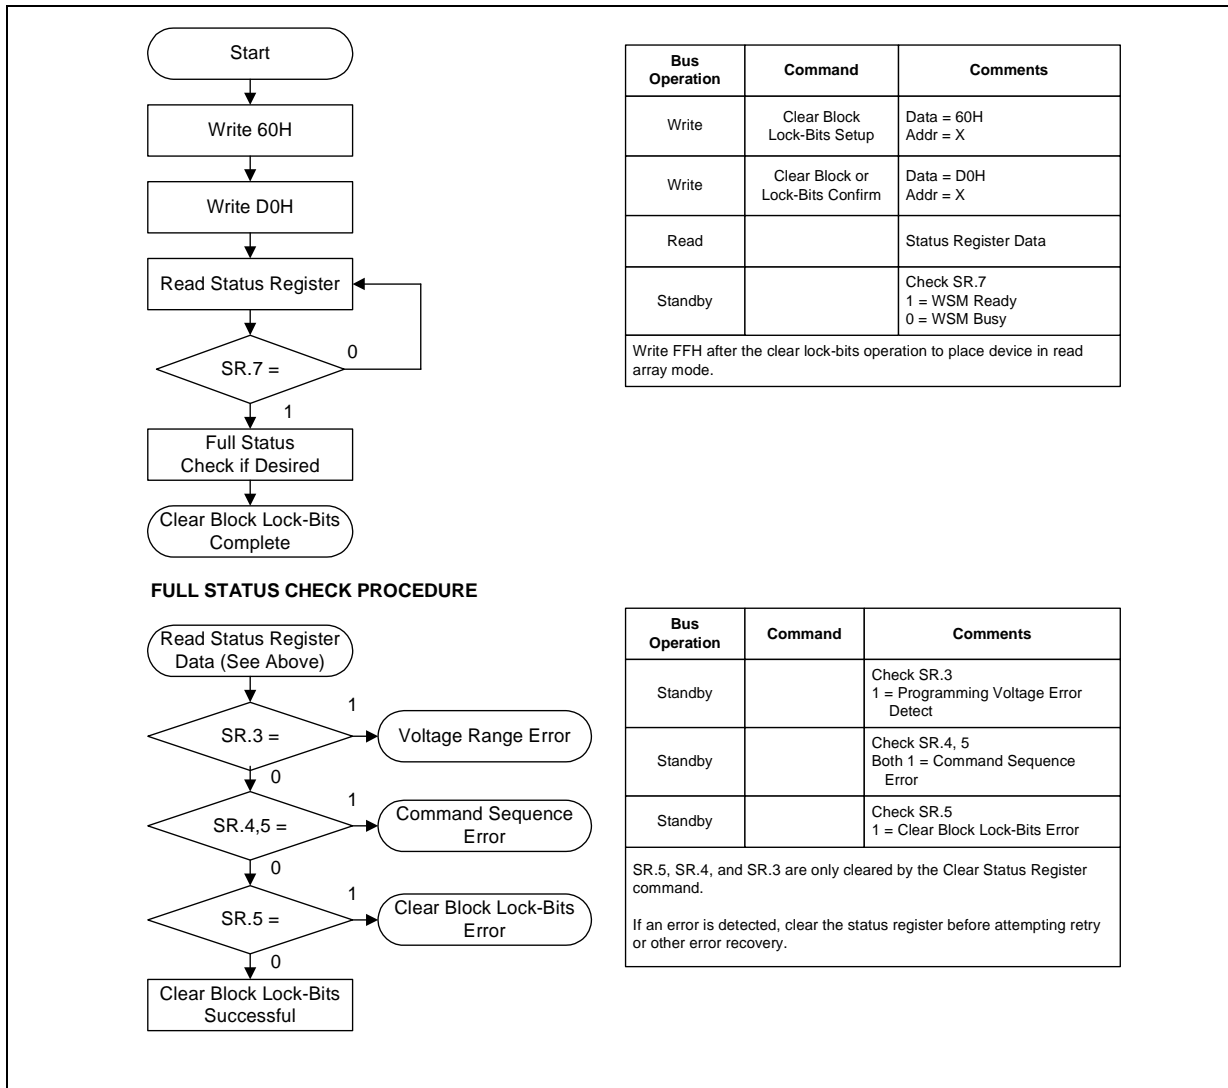 Start
Write 60H
Write D0H
Read Status Register
0
SR.7 =
1
Full Status
Check if Desired
Clear Block Lock-Bits
Complete
Bus
Operation
Command
Comments
Write
Clear Block
Lock-Bits Setup
Data = 60H
Addr = X
Write
Clear Block or
Lock-Bits Confirm
Data = D0H
Addr = X
Read
Status Register Data
Standby
Check SR.7
1 = WSM Ready
0 = WSM Busy
Write FFH after the clear lock-bits operation to place device in read
array mode.
FULL STATUS CHECK PROCEDURE
Read Status Register
Data (See Above)
1
SR.3 =
Voltage Range Error
0
1
SR.4,5 =
Command Sequence
Error
0
1
SR.5 =
Clear Block Lock-Bits
Error
0
Clear Block Lock-Bits
Successful
Bus
Operation
Command
Comments
Standby
Check SR.3
1 = Programming Voltage Error
Detect
Standby
Check SR.4, 5
Both 1 = Command Sequence
Error
Standby
Check SR.5
1 = Clear Block Lock-Bits Error
SR.5, SR.4, and SR.3 are only cleared by the Clear Status Register
command.
If an error is detected, clear the status register before attempting retry
or other error recovery.